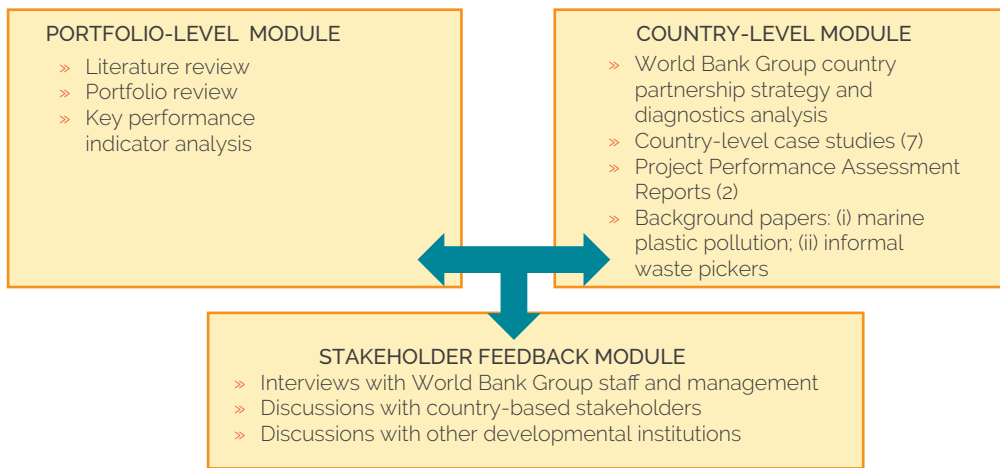 PORTFOLIO-LEVEL MODULE
» Literature review
» Portfolio review
» Key performance
indicator analysis
COUNTRY-LEVEL MODULE
» World Bank Group country
partnership strategy and
diagnostics analysis
» Country-level case studies (7)
» Project Performance Assessment
Reports (2)
» Background papers: (i) marine
plastic pollution; (ii) informal
waste pickers
STAKEHOLDER FEEDBACK MODULE
» Interviews with World Bank Group staff and management
» Discussions with country-based stakeholders
» Discussions with other developmental institutions